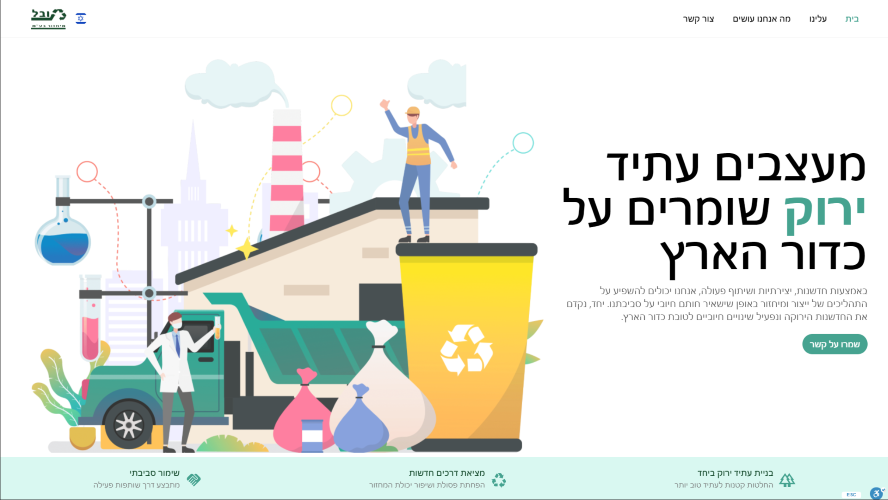 בית
עלינו
מה אנחנו עושים
צור קשר
יובל
מעצבים עתיד
ירוק שומרים על
כדור הארץ
באמצעות חדשנות, יצירתיות ושיתוף פעולה, אנחנו יכולים להשפיע על
התהליכים של ייצור ומיחזור באופן שישאיר חותם חיובי על סביבתנו. יחד, נקדם
את החדשנות הירוקה ונפעיל שינויים חיוביים לטובת כדור הארץ.
שמרו על קשר
בניית עתיד ירוק ביחד
החלטות קטנות לעתיד טוב יותר
מציאת דרכים חדשות
הפחתת פסולת ושיפור יכולת המחזור
שימור סביבתי
מתבצע דרך שותפות פעילה